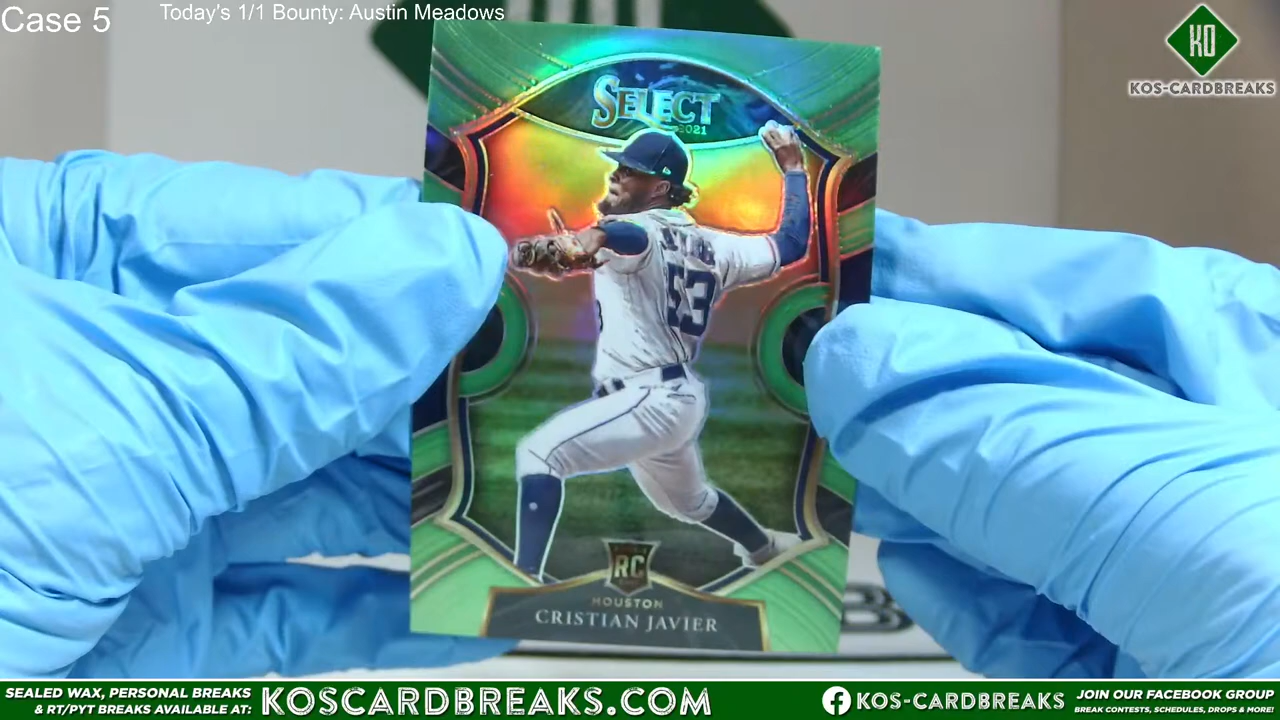 Case 5
Today's 1/1 Bounty: Austin Meadows
KO
KOS-CARDBREAKS
SELECT
2021
53
RC
HOUSTON
CRISTIAN JAVIER
SEALED WAX, PERSONAL BREAKS
& RT/PYT BREAKS AVAILABLE AT:
KOSCARDBREAKS.COM
KOS-CARDBREAKS
JOIN OUR FACEBOOK GROUP
BREAK CONTESTS, SCHEDULES, DROPS & MORE!